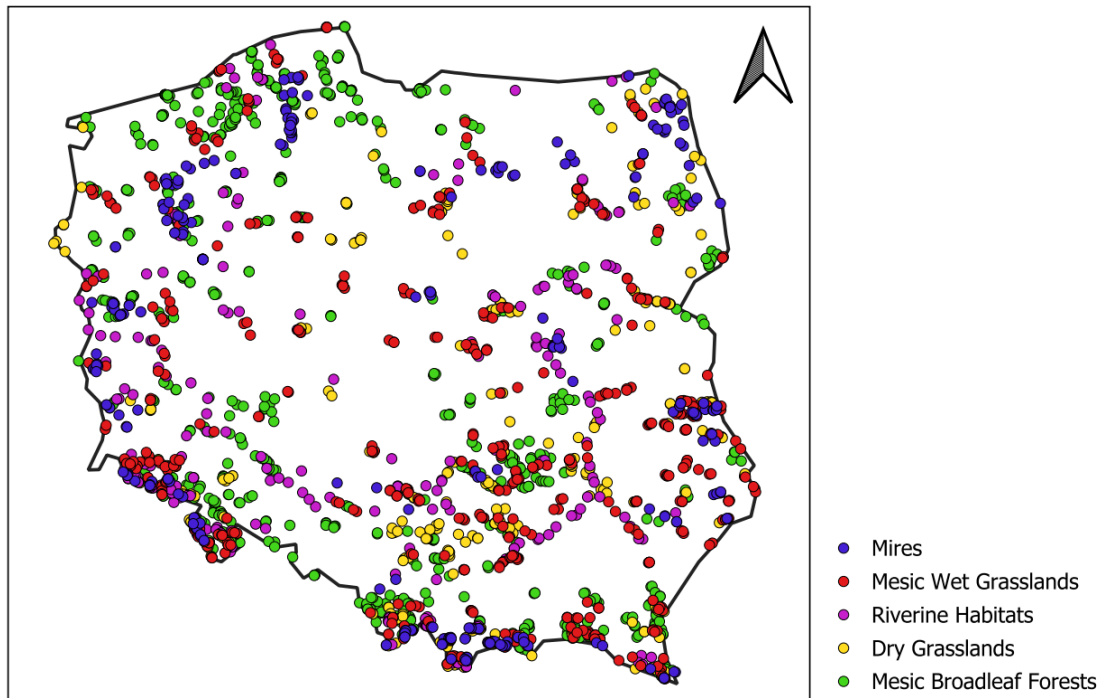 Mires
Mesic Wet Grasslands
Riverine Habitats
Dry Grasslands
Mesic Broadleaf Forests